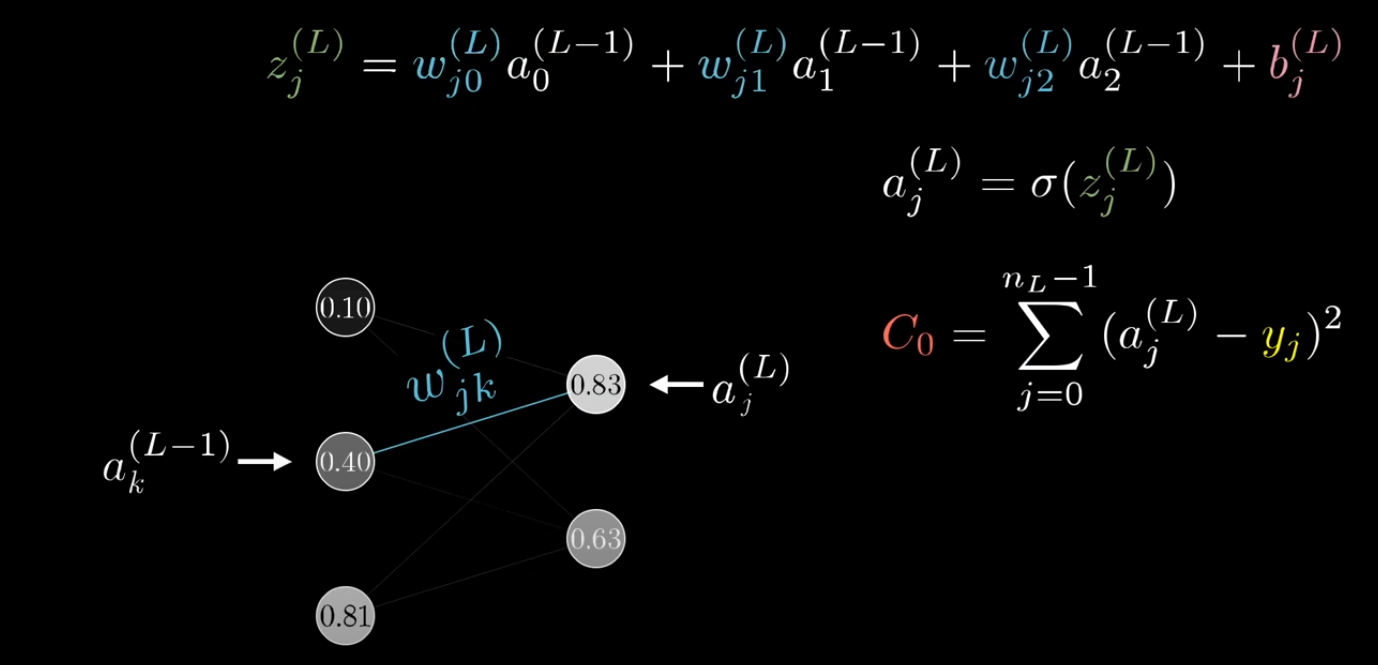 z_j^{(L)} = w_{j0}^{(L)} a_0^{(L-1)} + w_{j1}^{(L)} a_1^{(L-1)} + w_{j2}^{(L)} a_2^{(L-1)} + b_j^{(L)}
a_j^{(L)} = σ(z_j^{(L)})
C_0 = \sum_{j=0}^{n_L-1} (a_j^{(L)} - y_j)^2
0.10
w_{jk}^{(L)}
0.83
a_j^{(L)}
a_k^{(L-1)}
0.40
0.63
0.81